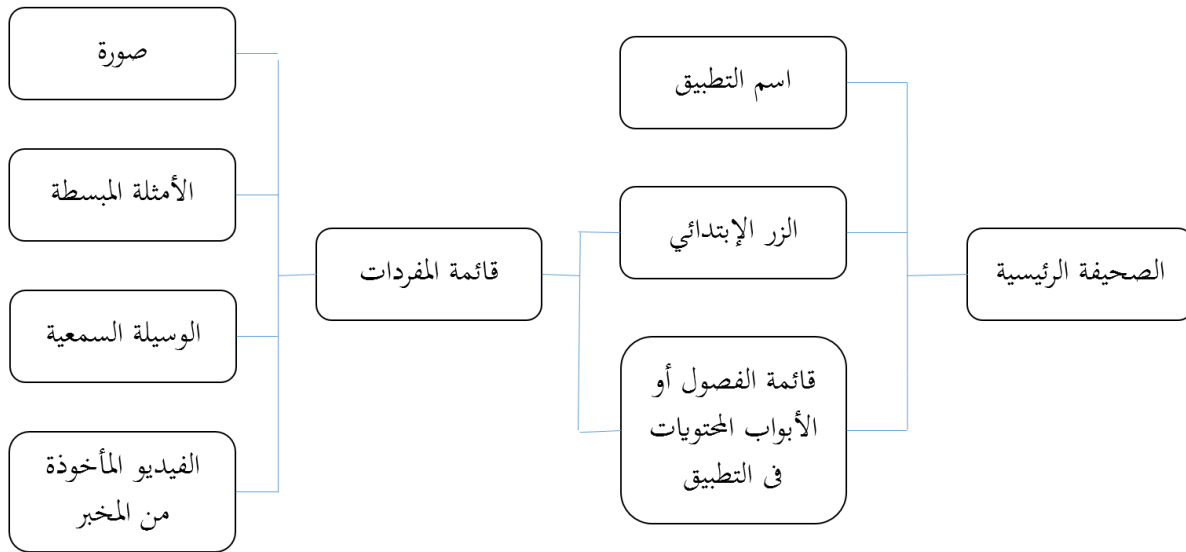 الصحيفة الرئيسية
اسم التطبيق
الزر الإبتدائي
قائمة الفصول أو
الأبواب المحتويات
فى التطبيق
قائمة المفردات
صورة
الأمثلة المبسطة
الوسيلة السمعية
الفيديو المأخوذة
من المخبر